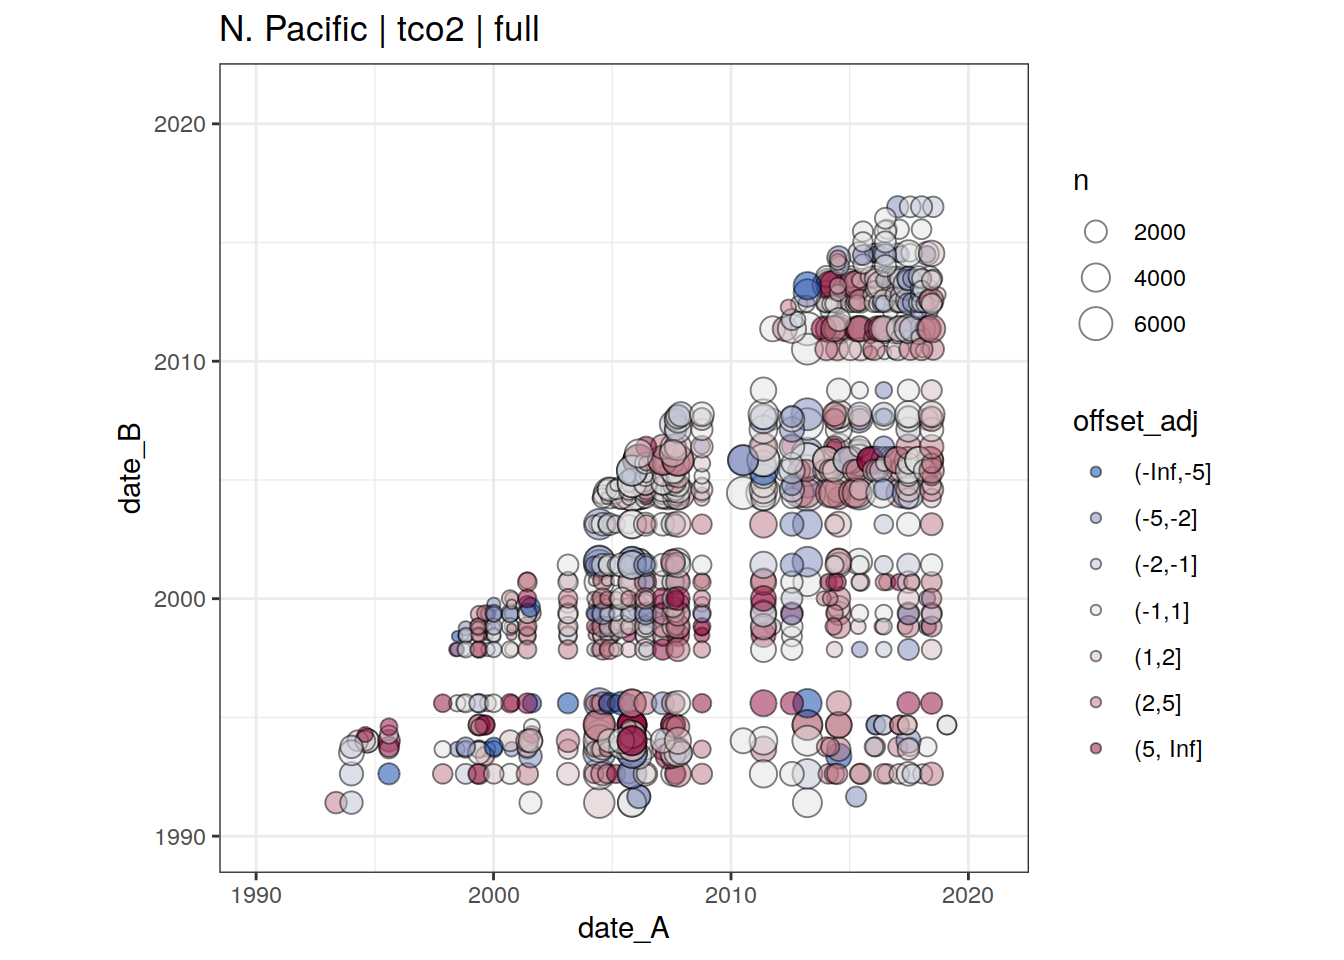 N. Pacific | tco2 | full
2020
2010
2000
1990
1990
2000
2010
2020
date_A
date_B
n
2000
4000
6000
offset_adj
(-Inf,-5]
(-5,-2]
(-2,-1]
(-1,1]
(1,2]
(2,5]
(5, Inf]